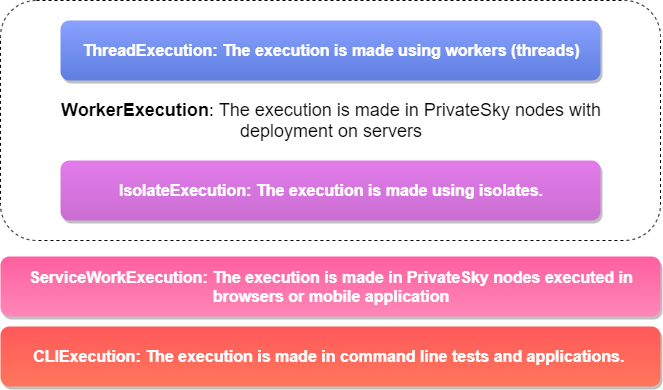 ThreadExecution: The execution is made using workers (threads)
WorkerExecution: The execution is made in PrivateSky nodes with
deployment on servers
IsolateExecution: The execution is made using isolates.
ServiceWorkExecution: The execution is made in PrivateSky nodes executed in
browsers or mobile application
CLIExecution: The execution is made in command line tests and applications.